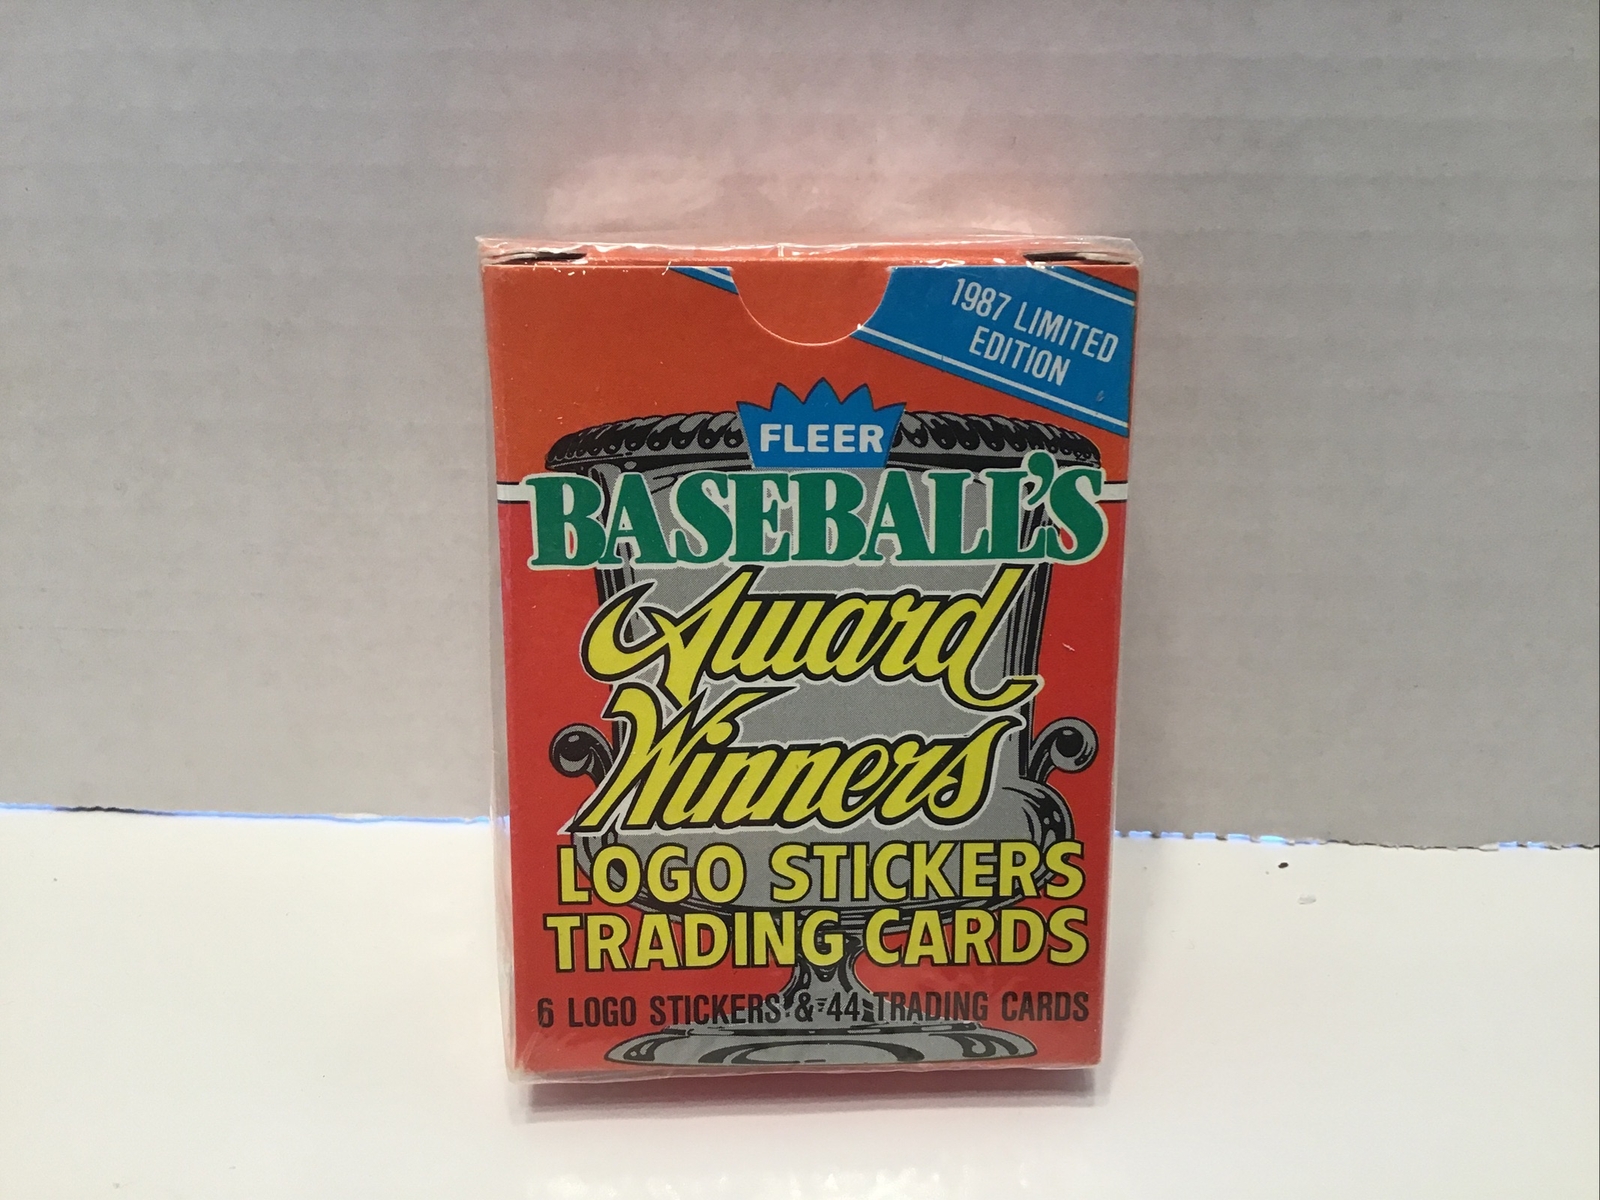 1987 LIMITED
EDITION
FLEER
BASEBALL'S
Award
Winners
LOGO STICKERS
TRADING CARDS
6 LOGO STICKERS & 44 TRADING CARDS